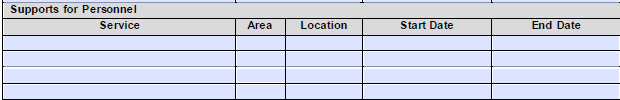 Supports for Personnel
Service Area Location Start Date End Date